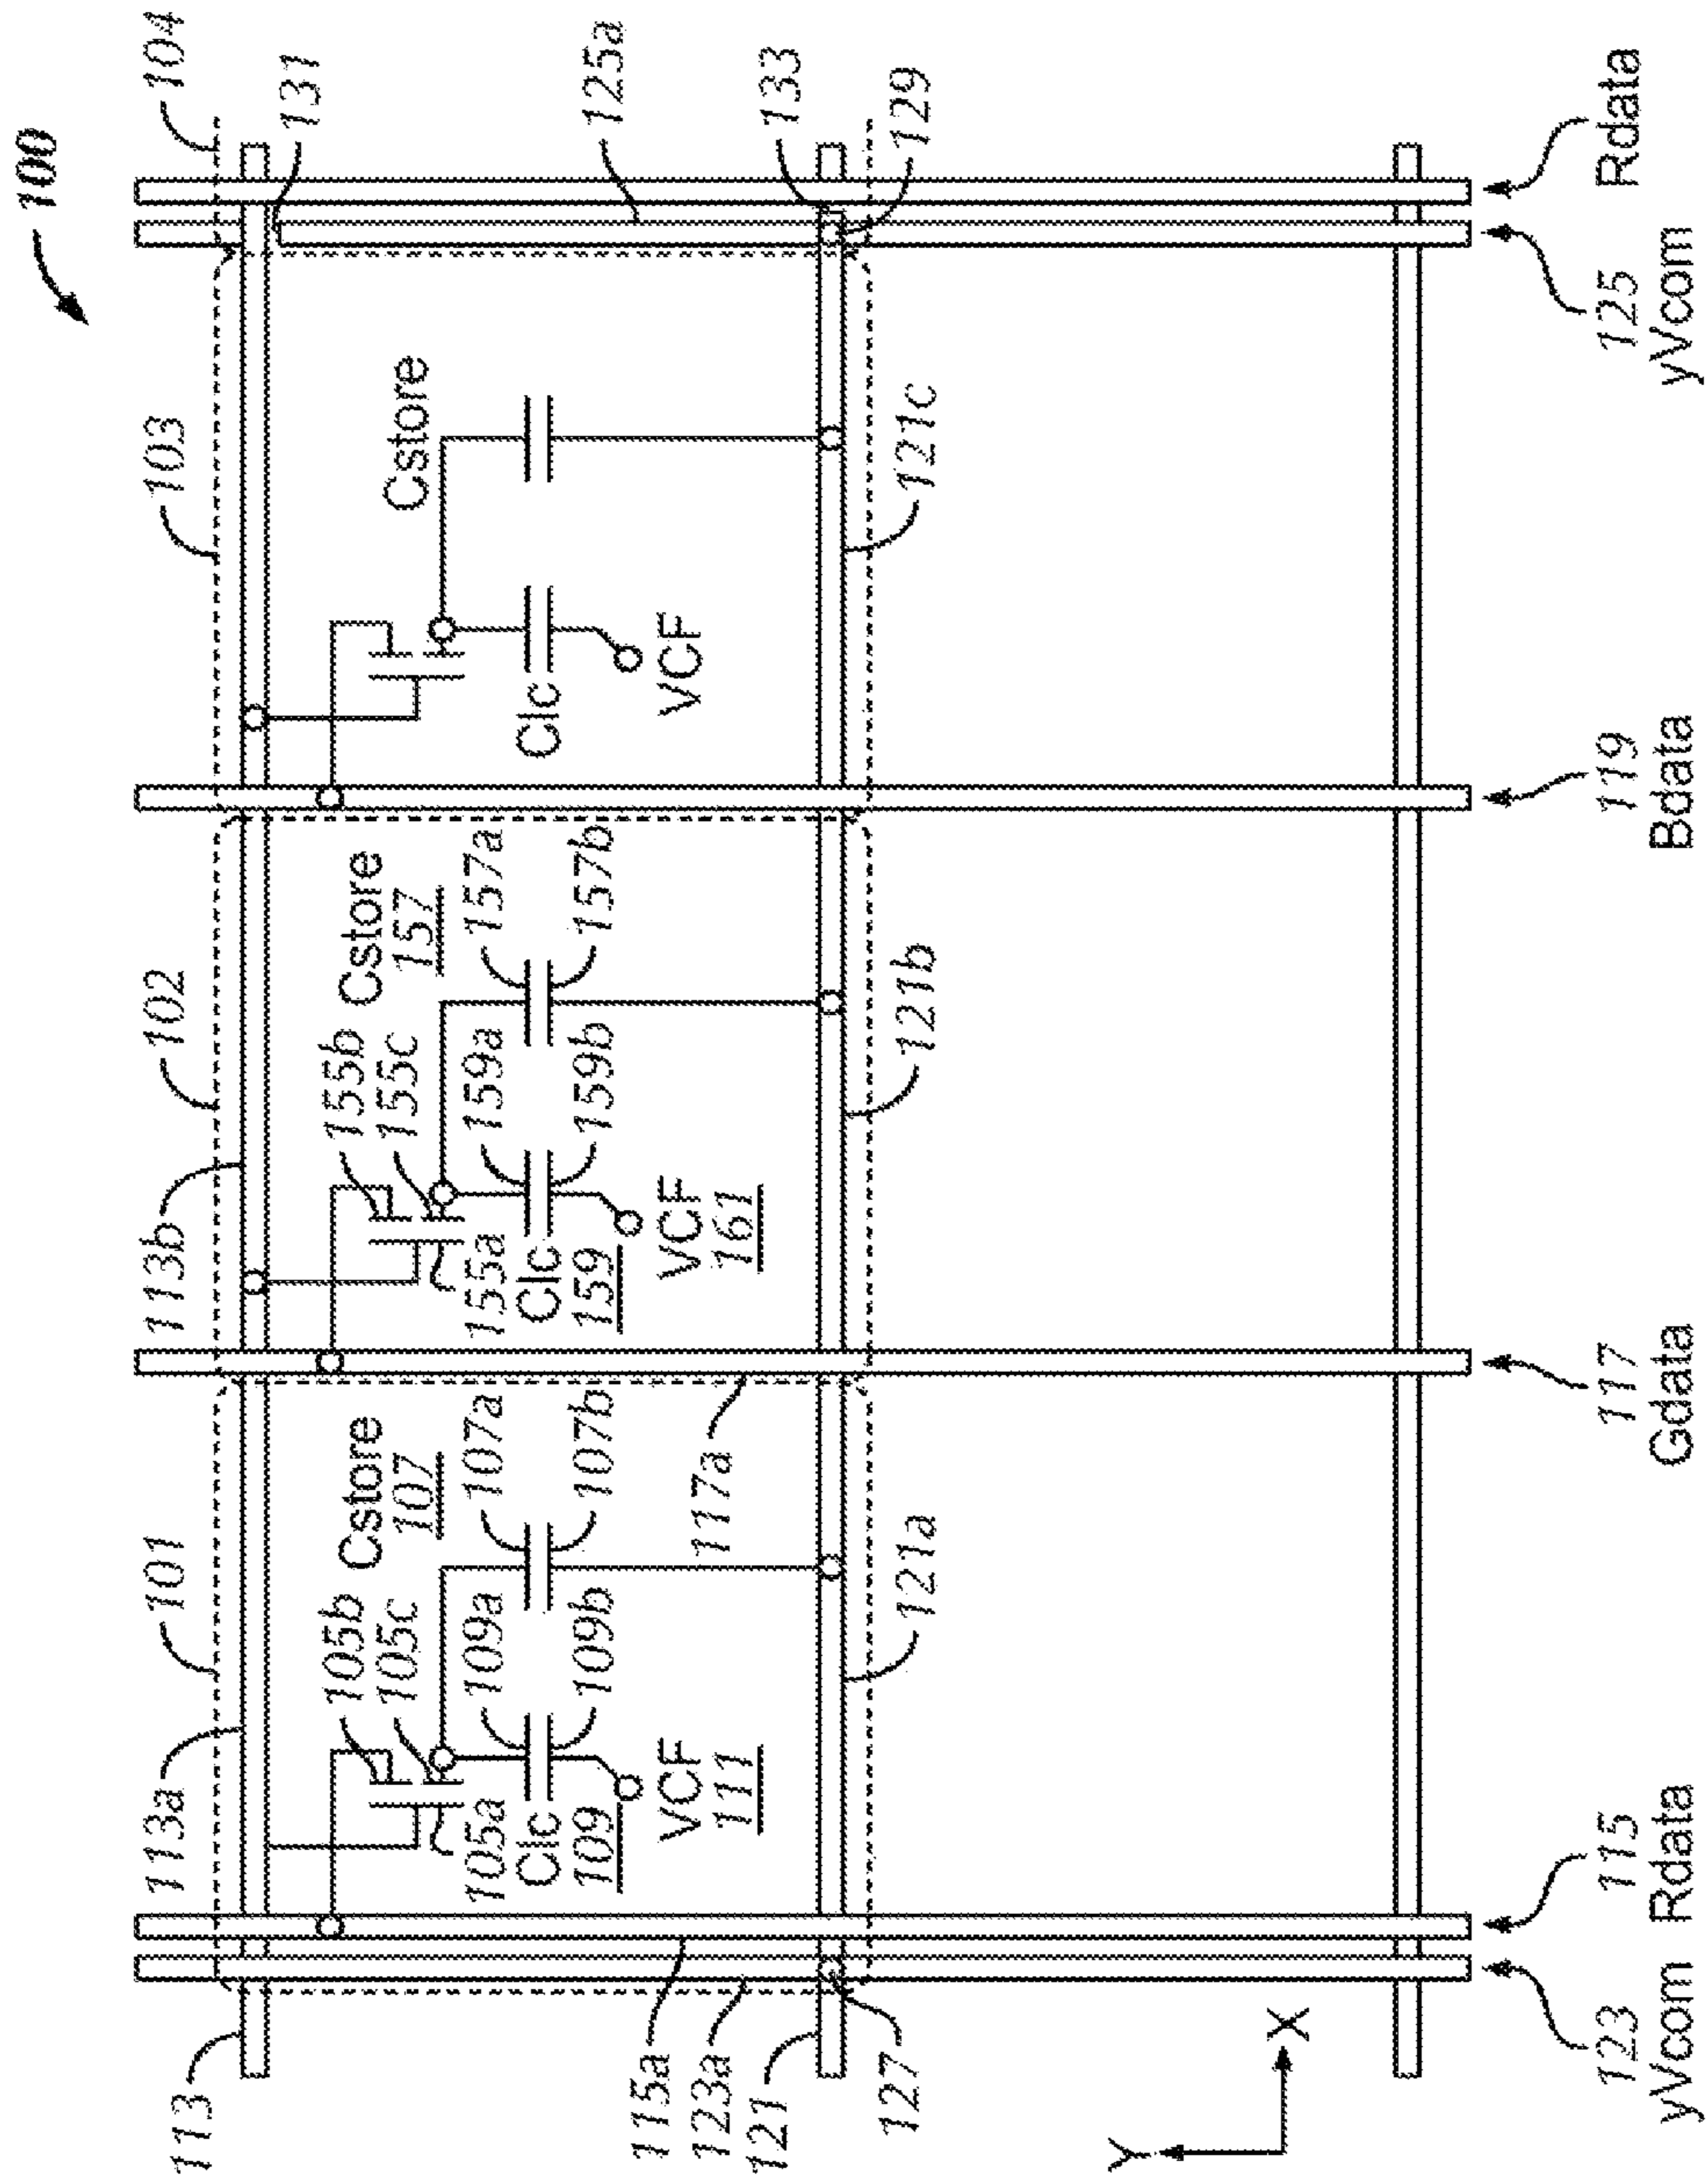 100
101
102
103
104
113
113a
113b
131
105b
105c
Cstore
107
155b
155c
Cstore
157
Cstore
125a
105a
109a
107a
155a
159a
157a
Clc
109
109b
107b
Clc
159
159b
157b
Clc
VCF
111
VCF
161
VCF
115a
123a
117a
133
121
127
121a
121b
121c
129
Y
X
123
yVcom
115
Rdata
117
Gdata
119
Bdata
125
yVcom
Rdata